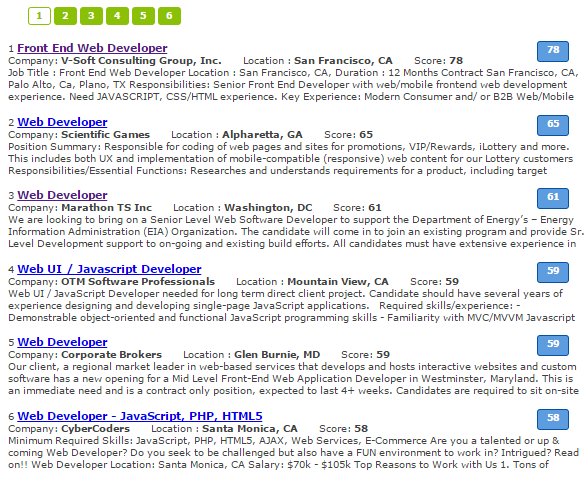 1 2 3 4 5 6
1 Front End Web Developer 78
Company: V-Soft Consulting Group, Inc. Location : San Francisco, CA Score: 78
Job Title : Front End Web Developer Location : San Francisco, CA, Duration : 12 Months Contract San Francisco, CA,
Palo Alto, Ca, Plano, TX Responsibilities: Senior Front End Developer with web/mobile frontend web development
experience. Need JAVASCRIPT, CSS/HTML experience. Key Experience: Modern Consumer and/ or B2B Web/Mobile
2 Web Developer 65
Company: Scientific Games Location : Alpharetta, GA Score: 65
Position Summary: Responsible for coding of web pages and sites for promotions, VIP/Rewards, iLottery and more.
This includes both UX and implementation of mobile-compatible (responsive) web content for our Lottery customers
Responsibilities/Essential Functions: Researches and understands requirements for a product, including target
3 Web Developer 61
Company: Marathon TS Inc Location : Washington, DC Score: 61
We are looking to bring on a Senior Level Web Software Developer to support the Department of Energy’s – Energy
Information Administration (EIA) Organization. The candidate will come in to join an existing program and provide Sr.
Level Development support to on-going and existing build efforts. All candidates must have extensive experience in
4 Web UI / Javascript Developer 59
Company: OTM Software Professionals Location : Mountain View, CA Score: 59
Web UI / JavaScript Developer needed for long term direct client project. Candidate should have several years of
experience designing and developing single-page JavaScript applications. Required skills/experience: -
Demonstrable object-oriented and functional JavaScript programming skills - Familiarity with MVC/MVVM Javascript
5 Web Developer 59
Company: Corporate Brokers Location : Glen Burnie, MD Score: 59
Our client, a regional market leader in web-based services that develops and hosts interactive websites and custom
software has a new opening for a Mid Level Front-End Web Application Developer in Westminster, Maryland. This is
an immediate need and is a contract only position, expected to last 4+ weeks. Candidates are required to sit on-site
6 Web Developer - JavaScript, PHP, HTML5 58
Company: CyberCoders Location : Santa Monica, CA Score: 58
Minimum Required Skills: JavaScript, PHP, HTML5, AJAX, Web Services, E-Commerce Are you a talented or up &
coming Web Developer? Do you seek to be challenged but also have a FUN environment to work in? Intrigued? Read
on!! Web Developer Location: Santa Monica, CA Salary: $70k - $105k Top Reasons to Work with Us 1. Tons of